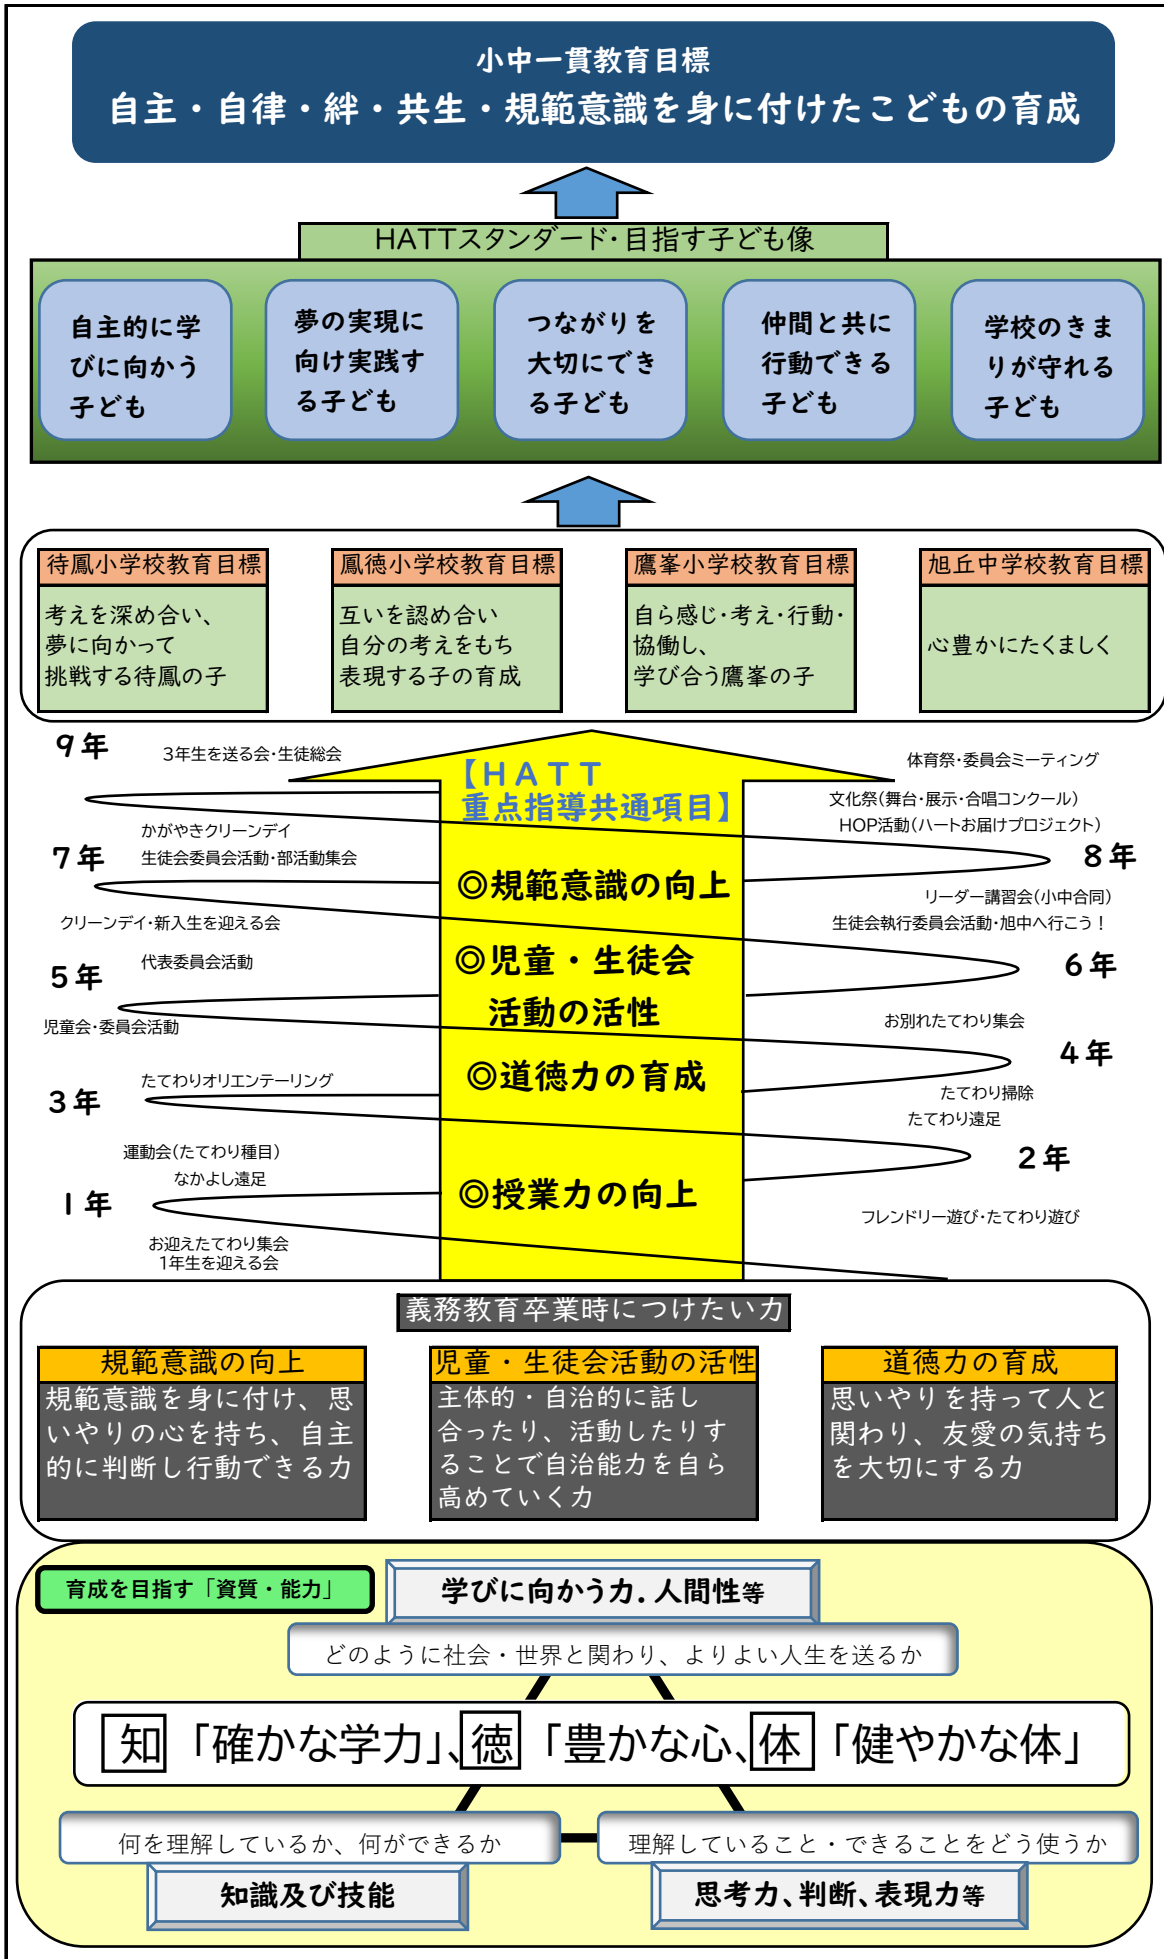 小中一貫教育目標
自主・自律・絆・共生・規範意識を身に付けたこどもの育成
HATTスタンダード・目指す子ども像
自主的に学
びに向かう
子ども
夢の実現に
向け実践す
る子ども
つながりを
大切にでき
る子ども
仲間と共に
行動できる
子ども
学校のきま
りが守れる
子ども
待鳳小学校教育目標
考えを深め合い、
夢に向かって
挑戦する待鳳の子
鳳徳小学校教育目標
互いを認め合い
自分の考えをもち
表現する子の育成
鷹峯小学校教育目標
自ら感じ・考え・行動・
協働し、
学び合う鷹峯の子
旭丘中学校教育目標
心豊かにたくましく
【HATT
重点指導共通項目】
◎規範意識の向上
◎児童・生徒会
活動の活性
◎道徳力の育成
◎授業力の向上
9年
3年生を送る会・生徒総会
かがやきクリーンデイ
7年
生徒会委員会活動・部活動集会
クリーンデイ・新入生を迎える会
5年
代表委員会活動
児童会・委員会活動
3年
たてわりオリエンテーリング
運動会(たてわり種目)
なかよし遠足
1年
お迎えたてわり集会
1年生を迎える会
体育祭・委員会ミーティング
文化祭(舞台・展示・合唱コンクール)
HOP活動(ハートお届けプロジェクト)
8年
リーダー講習会(小中合同)
生徒会執行委員会活動・旭中へ行こう！
6年
お別れたてわり集会
4年
たてわり掃除
たてわり遠足
2年
フレンドリー遊び・たてわり遊び
義務教育卒業時につけたい力
規範意識の向上
規範意識を身に付け、思
いやりの心を持ち、自主
的に判断し行動できる力
児童・生徒会活動の活性
主体的・自治的に話し
合ったり、活動したりす
ることで自治能力を自ら
高めていく力
道徳力の育成
思いやりを持って人と
関わり、友愛の気持ち
を大切にする力
育成を目指す「資質・能力」
学びに向かう力．人間性等
どのように社会・世界と関わり、よりよい人生を送るか
知「確かな学力」、徳「豊かな心、体「健やかな体」
何を理解しているか、何ができるか
知識及び技能
理解していること・できることをどう使うか
思考力、判断、表現力等